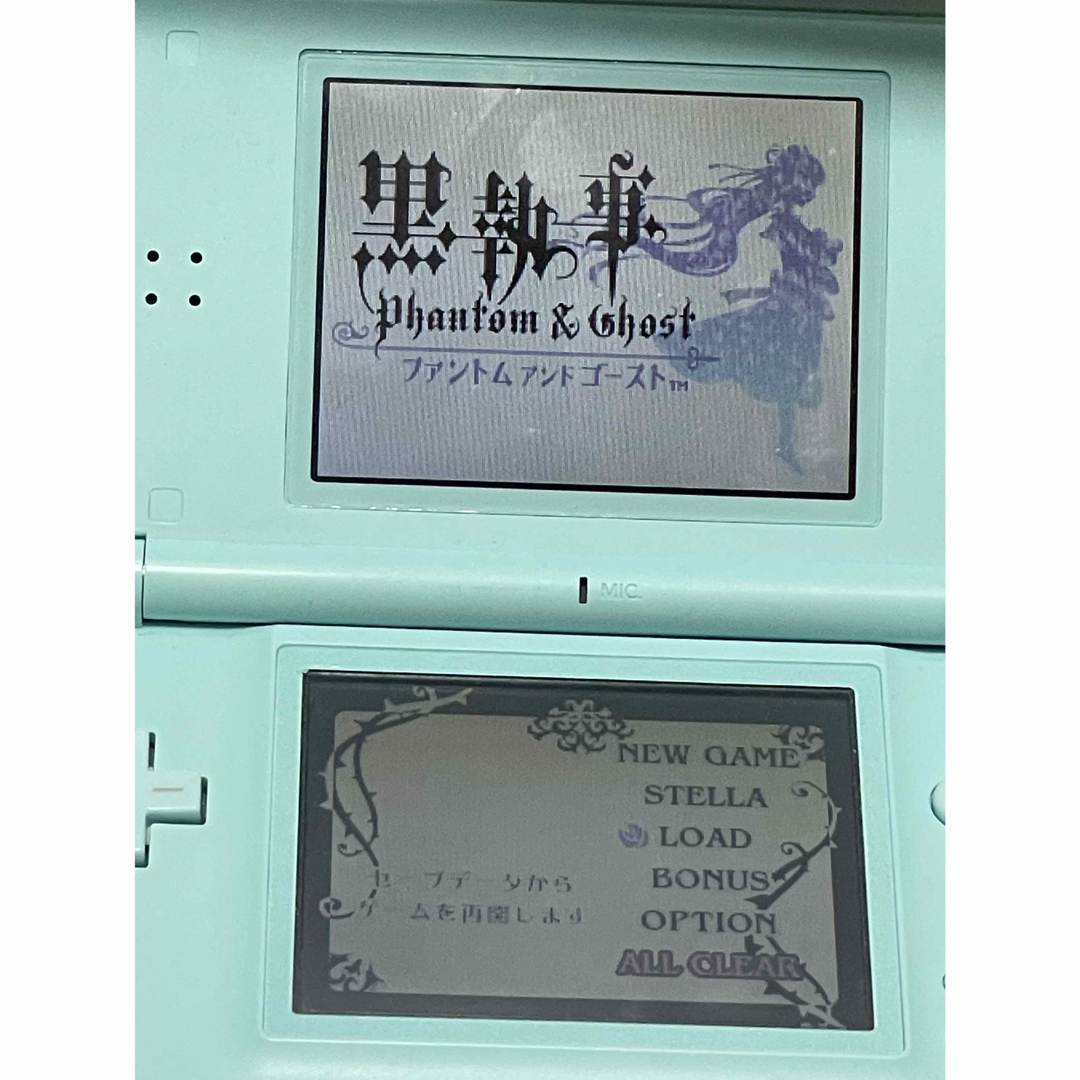 黒執事
Phantom & Ghost
ファントム アンド ゴースト™
MIC.
NEW GAME
STELLA
LOAD
BONUS
OPTION
ALL CLEAR
セーブデータから
ゲームを再開します